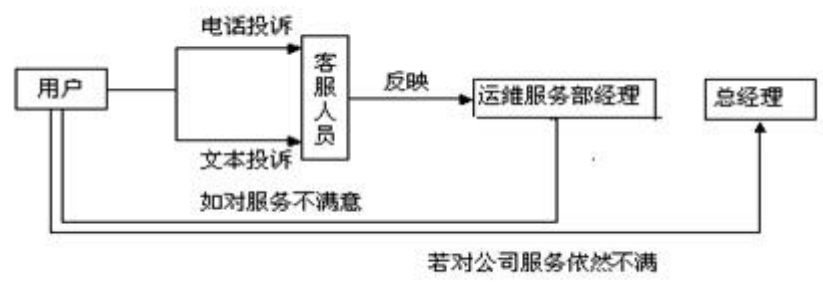 电话投诉
用户
客服人员
反映
运维服务部经理
总经理
文本投诉
如对服务不满意
若对公司服务依然不满